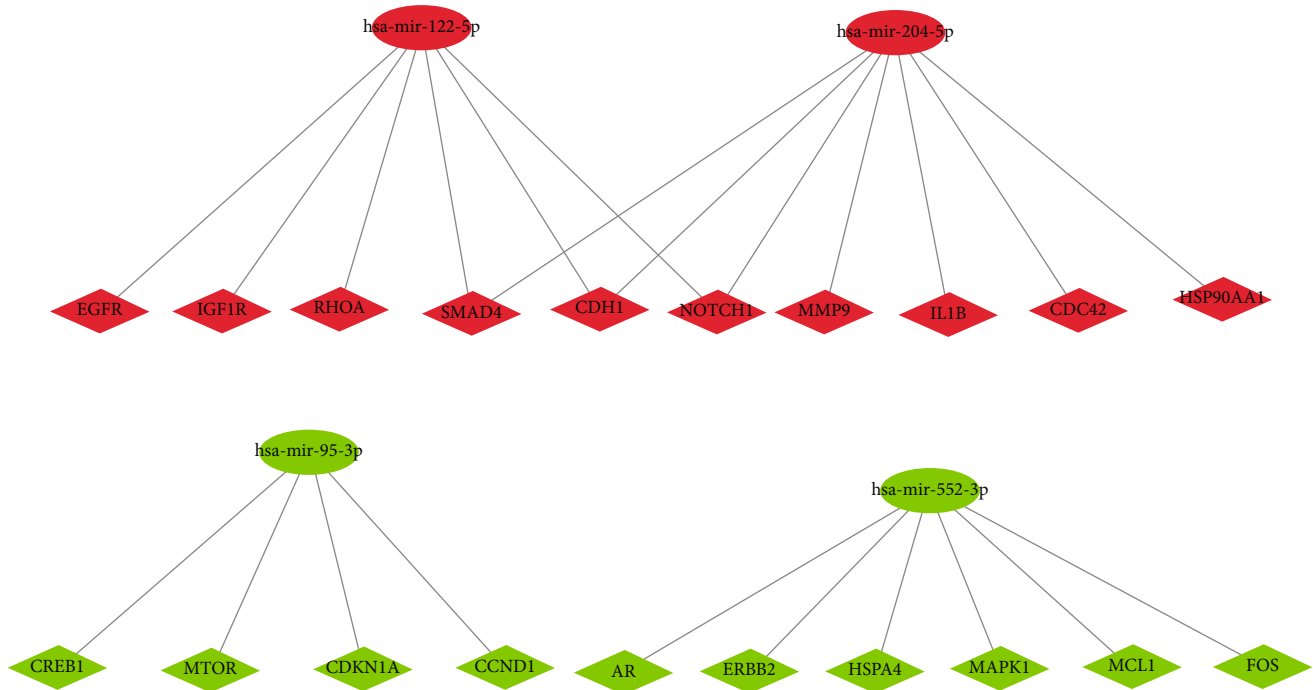 hsa-mir-122-5p
hsa-mir-204-5p
EGFR
IGF1R
RHOA
SMAD4
CDH1
NOTCH1
MMP9
IL1B
CDC42
HSP90AA1
hsa-mir-95-3p
hsa-mir-552-3p
CREB1
MTOR
CDKN1A
CCND1
AR
ERBB2
HSPA4
MAPK1
MCL1
FOS